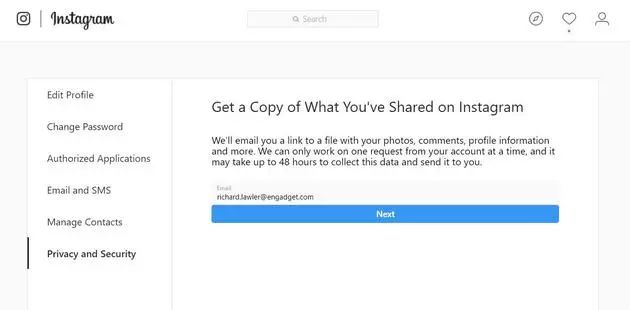 Instagram
Search
Edit Profile
Change Password
Authorized Applications
Email and SMS
Manage Contacts
Privacy and Security
Get a Copy of What You've Shared on Instagram
We'll email you a link to a file with your photos, comments, profile information
and more. We can only work on one request from your account at a time, and it
may take up to 48 hours to collect this data and send it to you.
Email
richard.lawler@engadget.com
Next